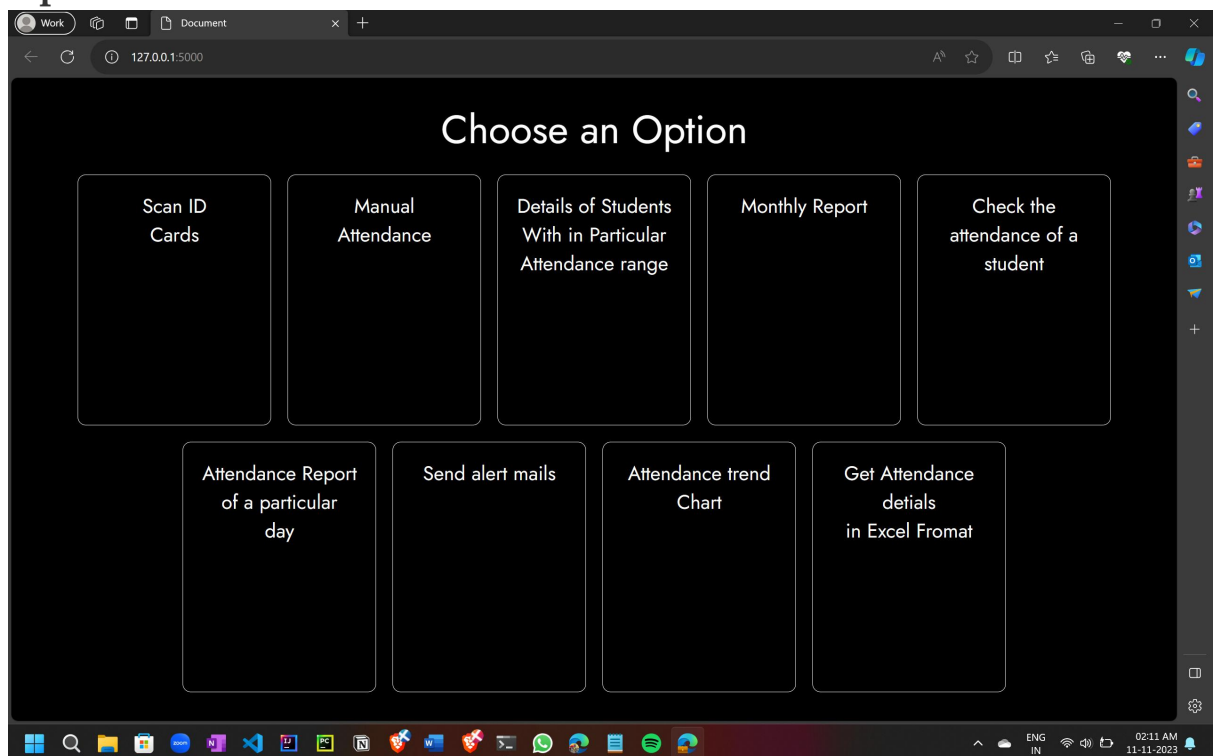 Work
Document
127.0.0.1:5000
Choose an Option
Scan ID
Cards
Manual
Attendance
Details of Students
With in Particular
Attendance range
Monthly Report
Check the
attendance of a
student
Attendance Report
of a particular
day
Send alert mails
Attendance trend
Chart
Get Attendance
detials
in Excel Fromat
ENG
IN
02:11 AM
11-11-2023